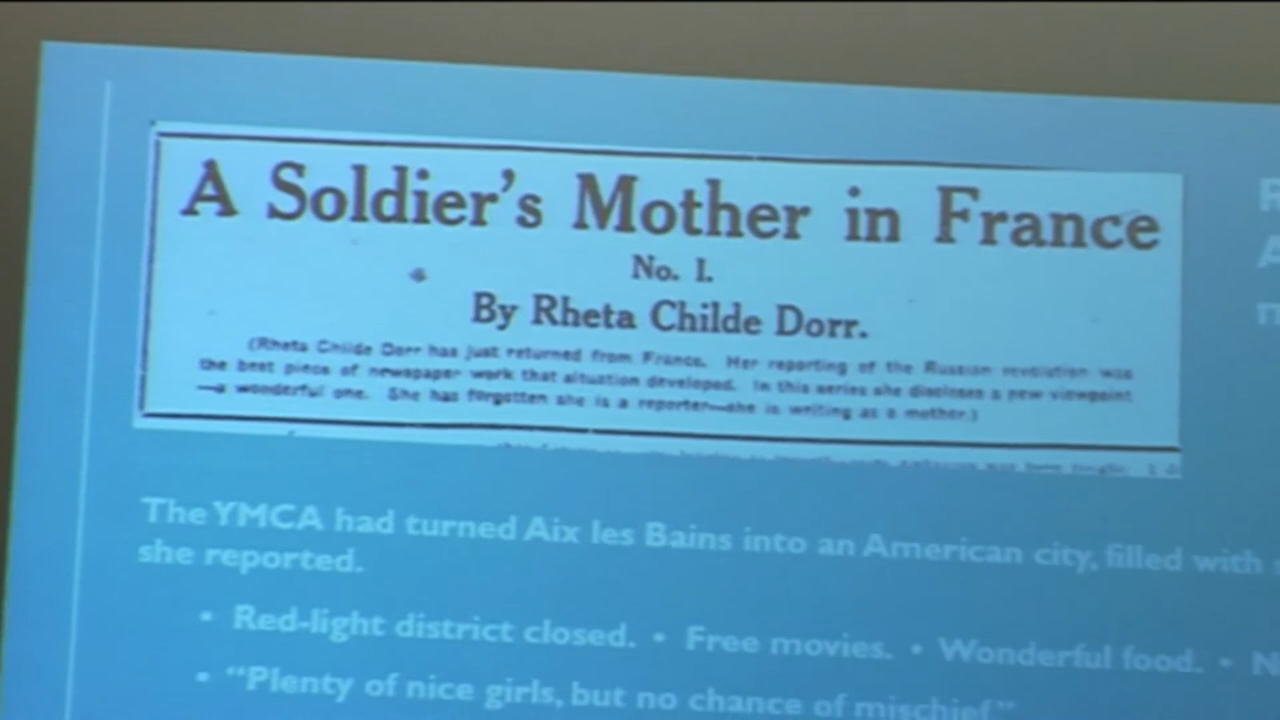 A Soldier's Mother in France
No. I.
By Rheta Childe Dorr.
(Rheta Childe Dorr has just returned from France. Her reporting of the Russian revolution was
the best piece of newspaper work that situation developed. In this series she discloses a new viewpoint
—a wonderful one. She has forgotten she is a reporter—she is writing as a mother.)
The YMCA had turned Aix les Bains into an American city, filled with
she reported.
• Red-light district closed. • Free movies. • Wonderful food. • N
• “Plenty of nice girls, but no chance of mischief”